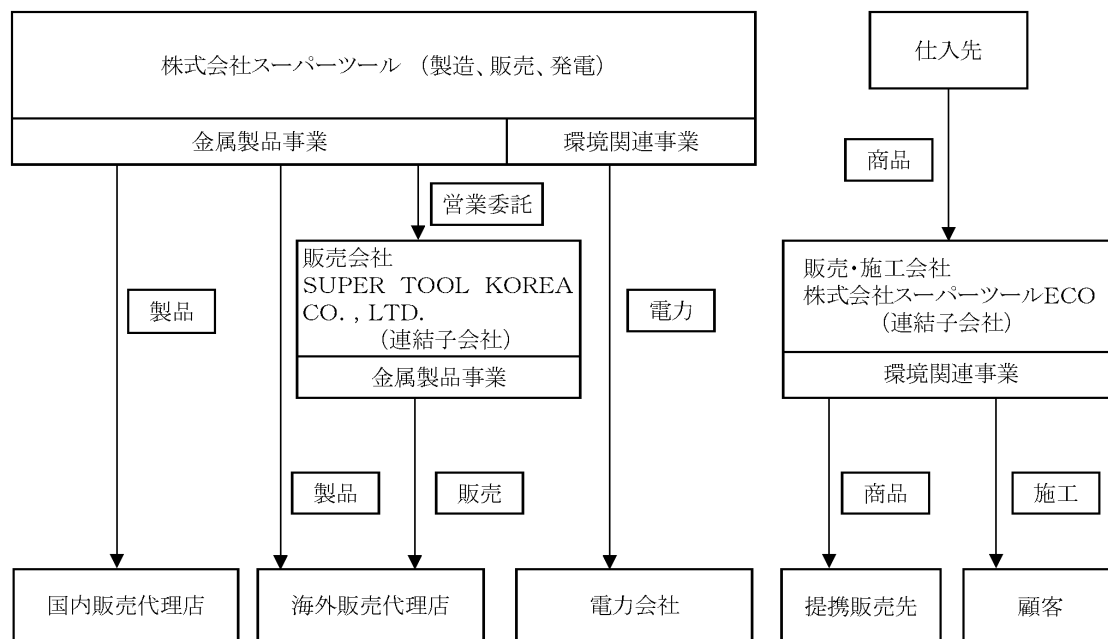 株式会社スーパーツール （製造、販売、発電）
金属製品事業
環境関連事業
仕入先
商品
営業委託
販売会社
SUPER TOOL KOREA
CO. , LTD.
（連結子会社）
金属製品事業
販売・施工会社
株式会社スーパーツールECO
（連結子会社）
環境関連事業
製品
電力
製品
販売
商品
施工
国内販売代理店
海外販売代理店
電力会社
提携販売先
顧客